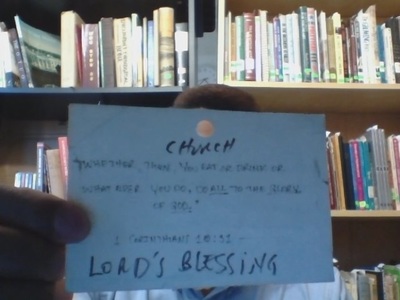 CHURCH
"WHETHER, THEN, YOU EAT OR DRINK OR
WHATEVER YOU DO, DO ALL TO THE GLORY
OF GOD."
1 CORINTHIANS 10:31 -
LORD'S BLESSING